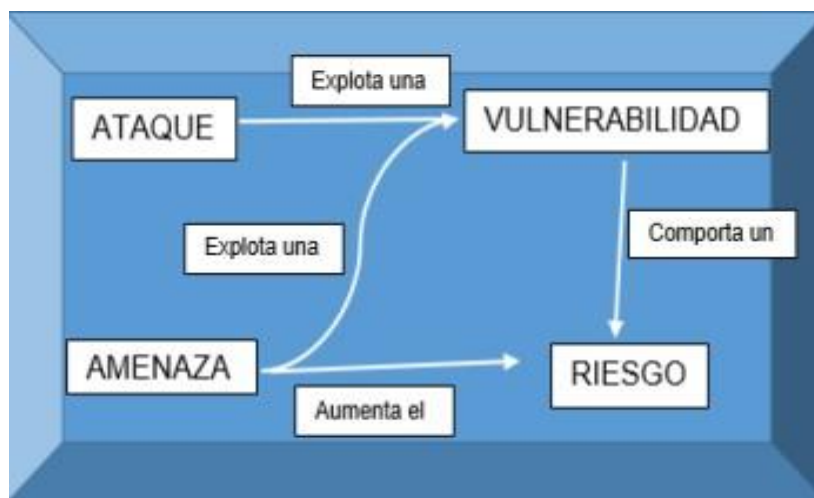 Explota una
ATAQUE
VULNERABILIDAD
Explota una
Comporta un
AMENAZA
RIESGO
Aumenta el